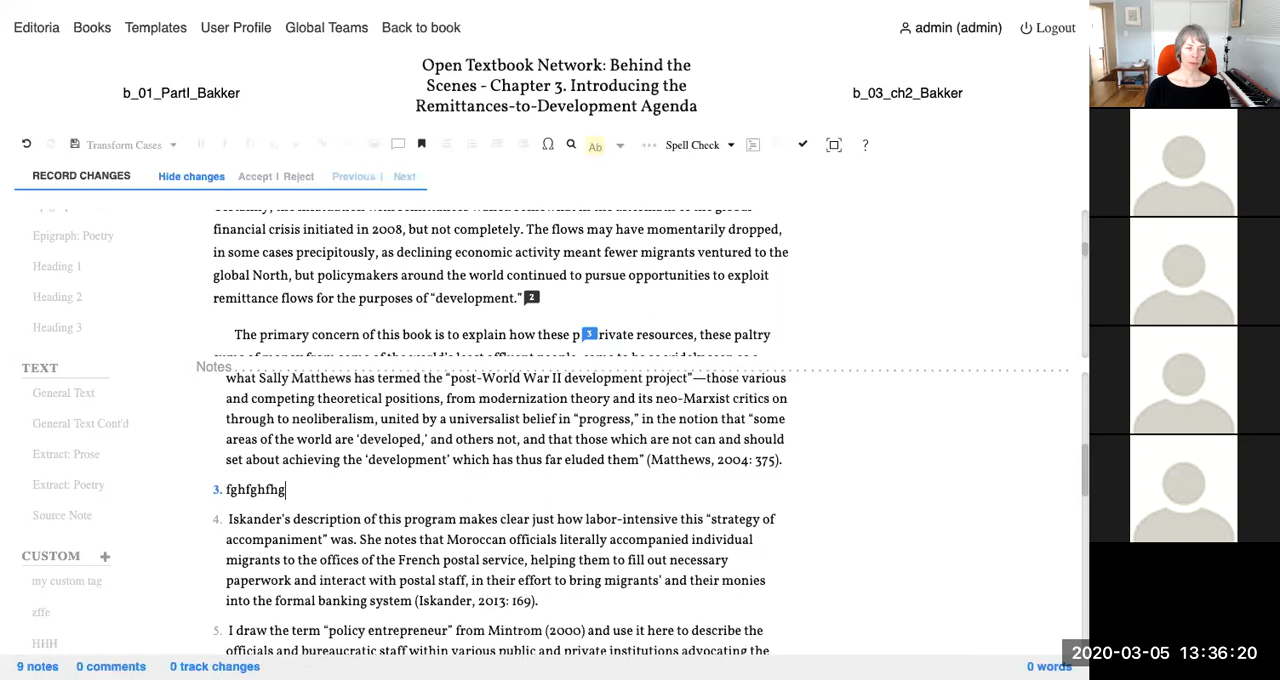 Editoria Books Templates User Profile Global Teams Back to book admin (admin) Logout
Open Textbook Network: Behind the
Scenes - Chapter 3. Introducing the
Remittances-to-Development Agenda
b_01_PartI_Bakker
b_03_ch2_Bakker
Transform Cases Ω Ab Spell Check ?
RECORD CHANGES Hide changes Accept | Reject Previous | Next
Epigraph: Poetry
Heading 1
Heading 2
Heading 3
TEXT
General Text
General Text Cont'd
Extract: Prose
Extract: Poetry
Source Note
CUSTOM +
my custom tag
zffe
HHH
financial crisis initiated in 2008, but not completely. The flows may have momentarily dropped,
in some cases precipitously, as declining economic activity meant fewer migrants ventured to the
global North, but policymakers around the world continued to pursue opportunities to exploit
remittance flows for the purposes of “development.” 2
The primary concern of this book is to explain how these p 3 rivate resources, these paltry
Notes
what Sally Matthews has termed the “post-World War II development project”—those various
and competing theoretical positions, from modernization theory and its neo-Marxist critics on
through to neoliberalism, united by a universalist belief in “progress,” in the notion that “some
areas of the world are ‘developed,’ and others not, and that those which are not can and should
set about achieving the ‘development’ which has thus far eluded them” (Matthews, 2004: 375).
3. fghfghfhg
4. Iskander’s description of this program makes clear just how labor-intensive this “strategy of
accompaniment” was. She notes that Moroccan officials literally accompanied individual
migrants to the offices of the French postal service, helping them to fill out necessary
paperwork and interact with postal staff, in their effort to bring migrants’ and their monies
into the formal banking system (Iskander, 2013: 169).
5. I draw the term “policy entrepreneur” from Mintrom (2000) and use it here to describe the
officials and bureaucratic staff within various public and private institutions advocating the
9 notes 0 comments 0 track changes 0 words
2020-03-05 13:36:20